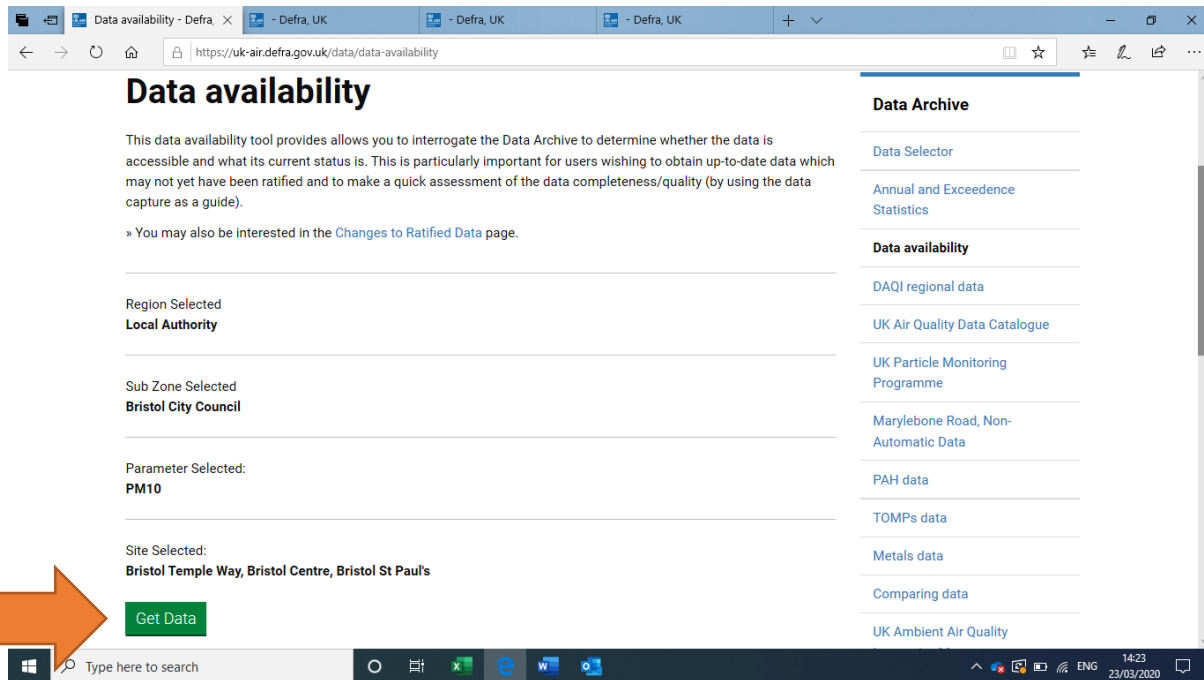 Data availability - Defra,
- Defra, UK
- Defra, UK
- Defra, UK
https://uk-air.defra.gov.uk/data/data-availability
Data availability
This data availability tool provides allows you to interrogate the Data Archive to determine whether the data is
accessible and what its current status is. This is particularly important for users wishing to obtain up-to-date data which
may not yet have been ratified and to make a quick assessment of the data completeness/quality (by using the data
capture as a guide).
» You may also be interested in the Changes to Ratified Data page.
Region Selected
Local Authority
Sub Zone Selected
Bristol City Council
Parameter Selected:
PM10
Site Selected:
Bristol Temple Way, Bristol Centre, Bristol St Paul's
Get Data
Data Archive
Data Selector
Annual and Exceedence
Statistics
Data availability
DAQI regional data
UK Air Quality Data Catalogue
UK Particle Monitoring
Programme
Marylebone Road, Non-
Automatic Data
PAH data
TOMPs data
Metals data
Comparing data
UK Ambient Air Quality
Type here to search
ENG
14:23
23/03/2020